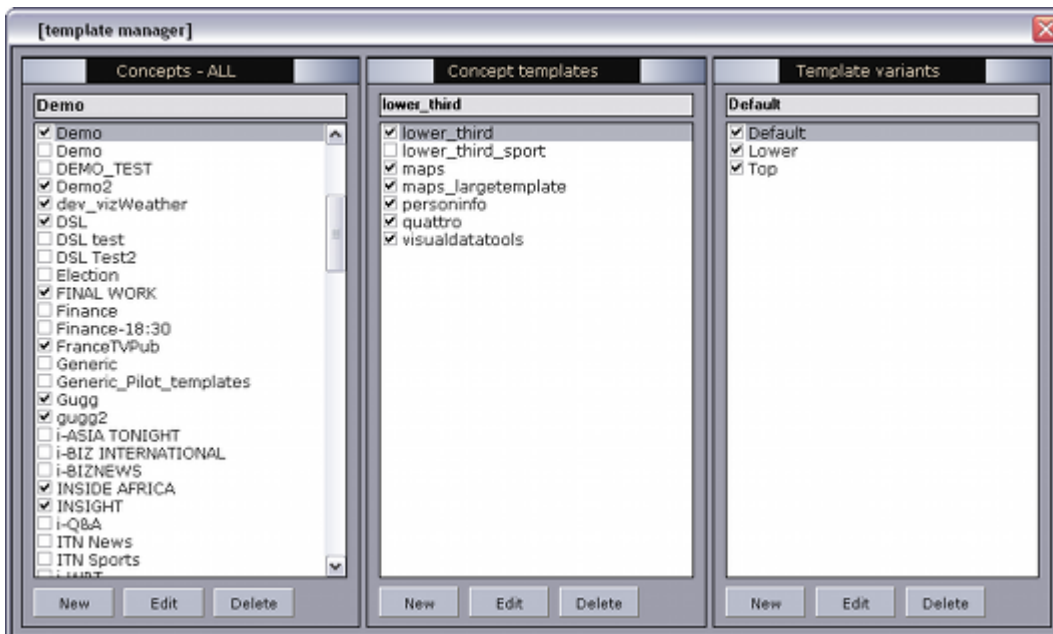 [template manager]
Concepts - ALL
Demo
Demo
Demo
DEMO_TEST
Demo2
dev_vizWeather
DSL
DSL test
DSL Test2
Election
FINAL WORK
Finance
Finance-18:30
FranceTVPub
Generic
Generic_Pilot_templates
Gugg
gugg2
i-ASIA TONIGHT
i-BIZ INTERNATIONAL
i-BIZNEWS
INSIDE AFRICA
INSIGHT
i-Q&A
ITN News
ITN Sports
New Edit Delete
Concept templates
lower_third
lower_third
lower_third_sport
maps
maps_largetemplate
personinfo
quattro
visualdatatools
New Edit Delete
Template variants
Default
Default
Lower
Top
New Edit Delete